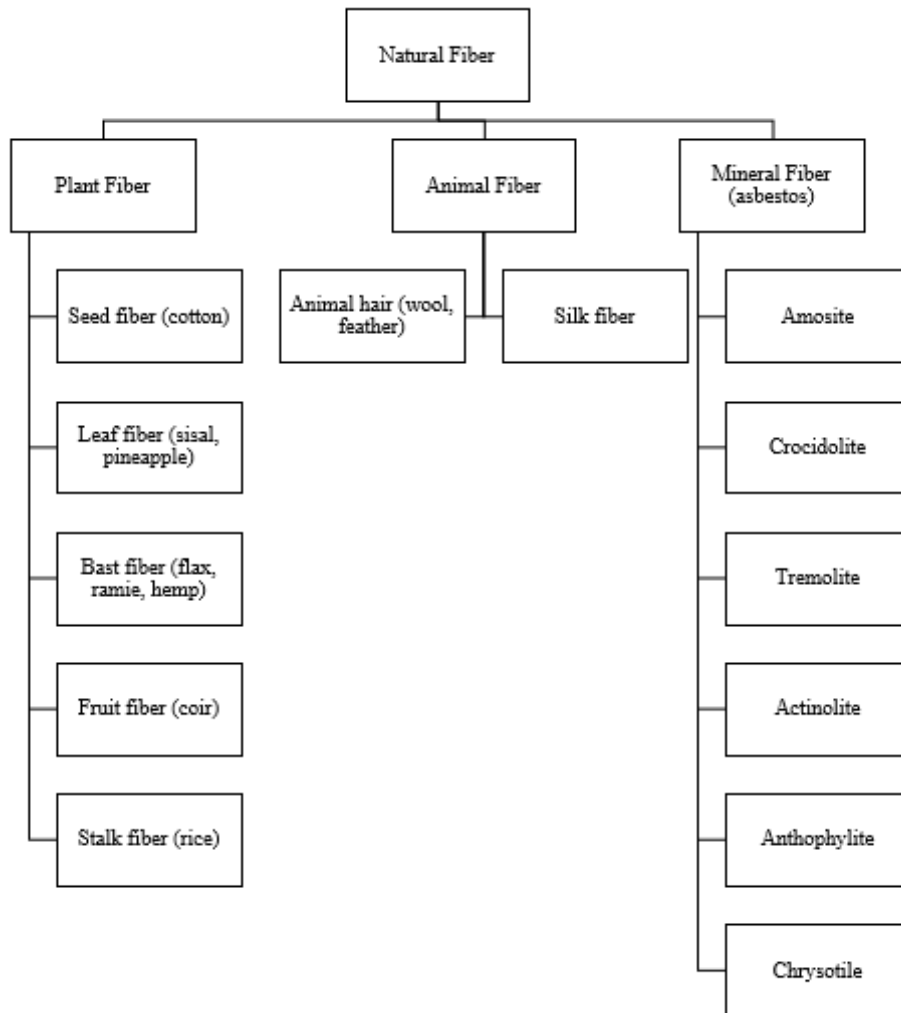 Natural Fiber
Plant Fiber
Animal Fiber
Mineral Fiber
(asbestos)
Seed fiber (cotton)
Animal hair (wool,
feather)
Silk fiber
Amosite
Leaf fiber (sisal,
pineapple)
Crocidolite
Bast fiber (flax,
ramie, hemp)
Tremolite
Fruit fiber (coir)
Actinolite
Stalk fiber (rice)
Anthophylite
Chrysotile